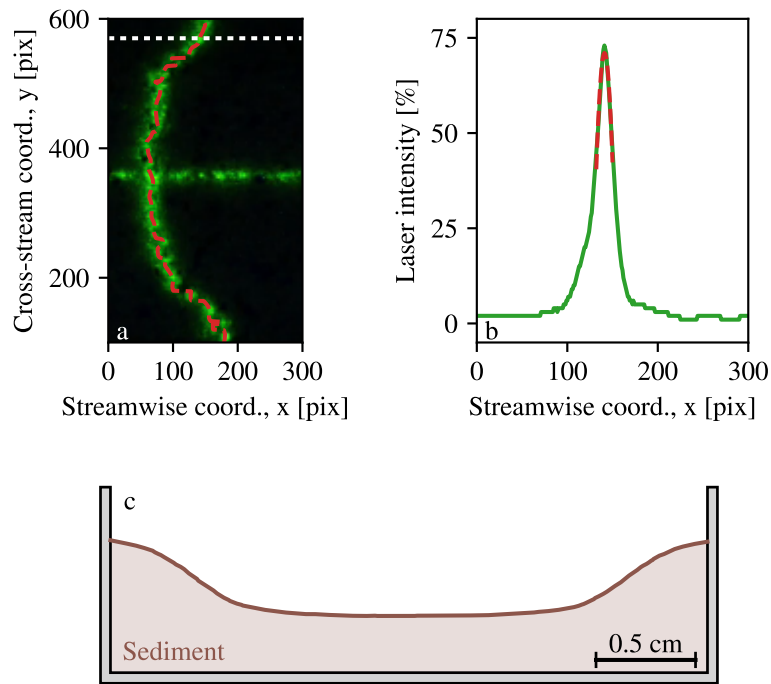 600
400
200
Cross-stream coord., y [pix]
a
0 100 200 300
Streamwise coord., x [pix]
75
50
25
0
Laser intensity [%]
b
0 100 200 300
Streamwise coord., x [pix]
c
Sediment
0.5 cm